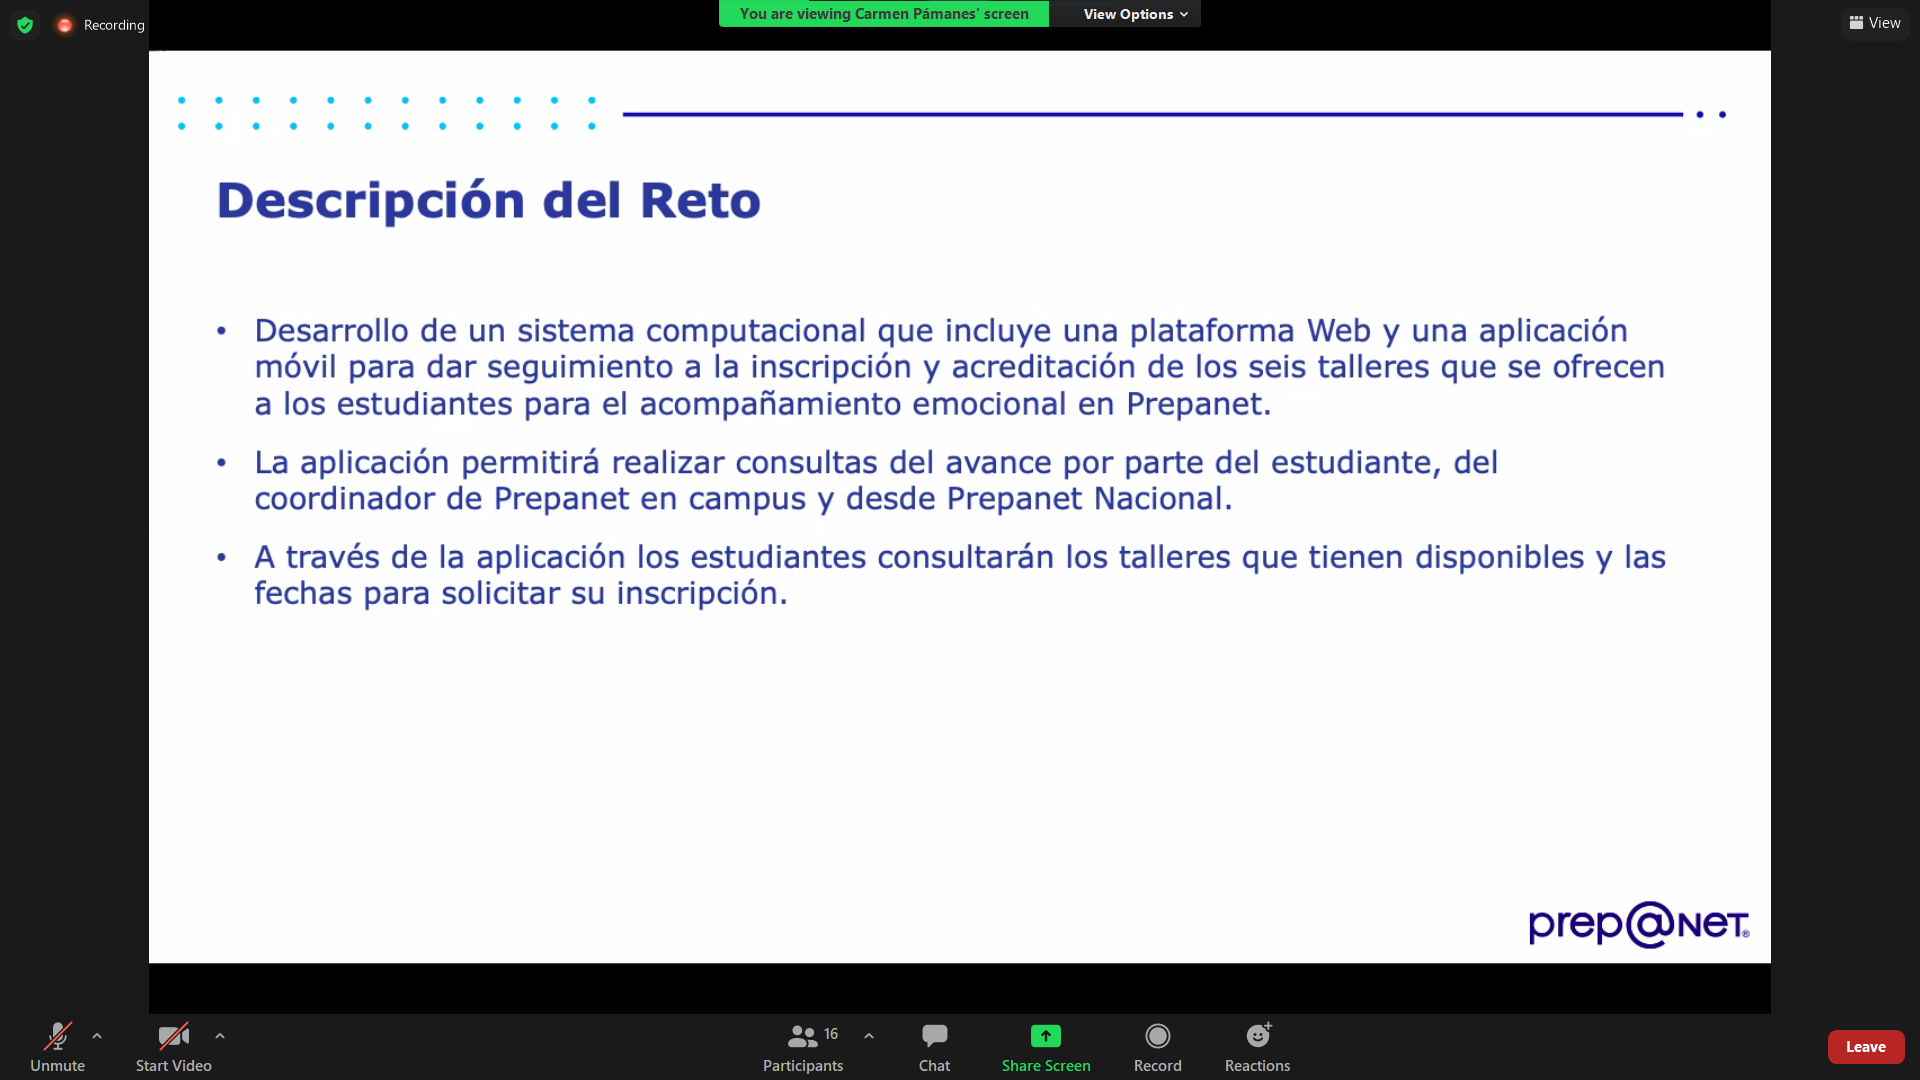 Recording
You are viewing Carmen Pámanes' screen
View Options
View
Descripción del Reto
• Desarrollo de un sistema computacional que incluye una plataforma Web y una aplicación
móvil para dar seguimiento a la inscripción y acreditación de los seis talleres que se ofrecen
a los estudiantes para el acompañamiento emocional en Prepanet.
• La aplicación permitirá realizar consultas del avance por parte del estudiante, del
coordinador de Prepanet en campus y desde Prepanet Nacional.
• A través de la aplicación los estudiantes consultarán los talleres que tienen disponibles y las
fechas para solicitar su inscripción.
prep@NET®
Unmute
Start Video
16
Participants
Chat
Share Screen
Record
Reactions
Leave